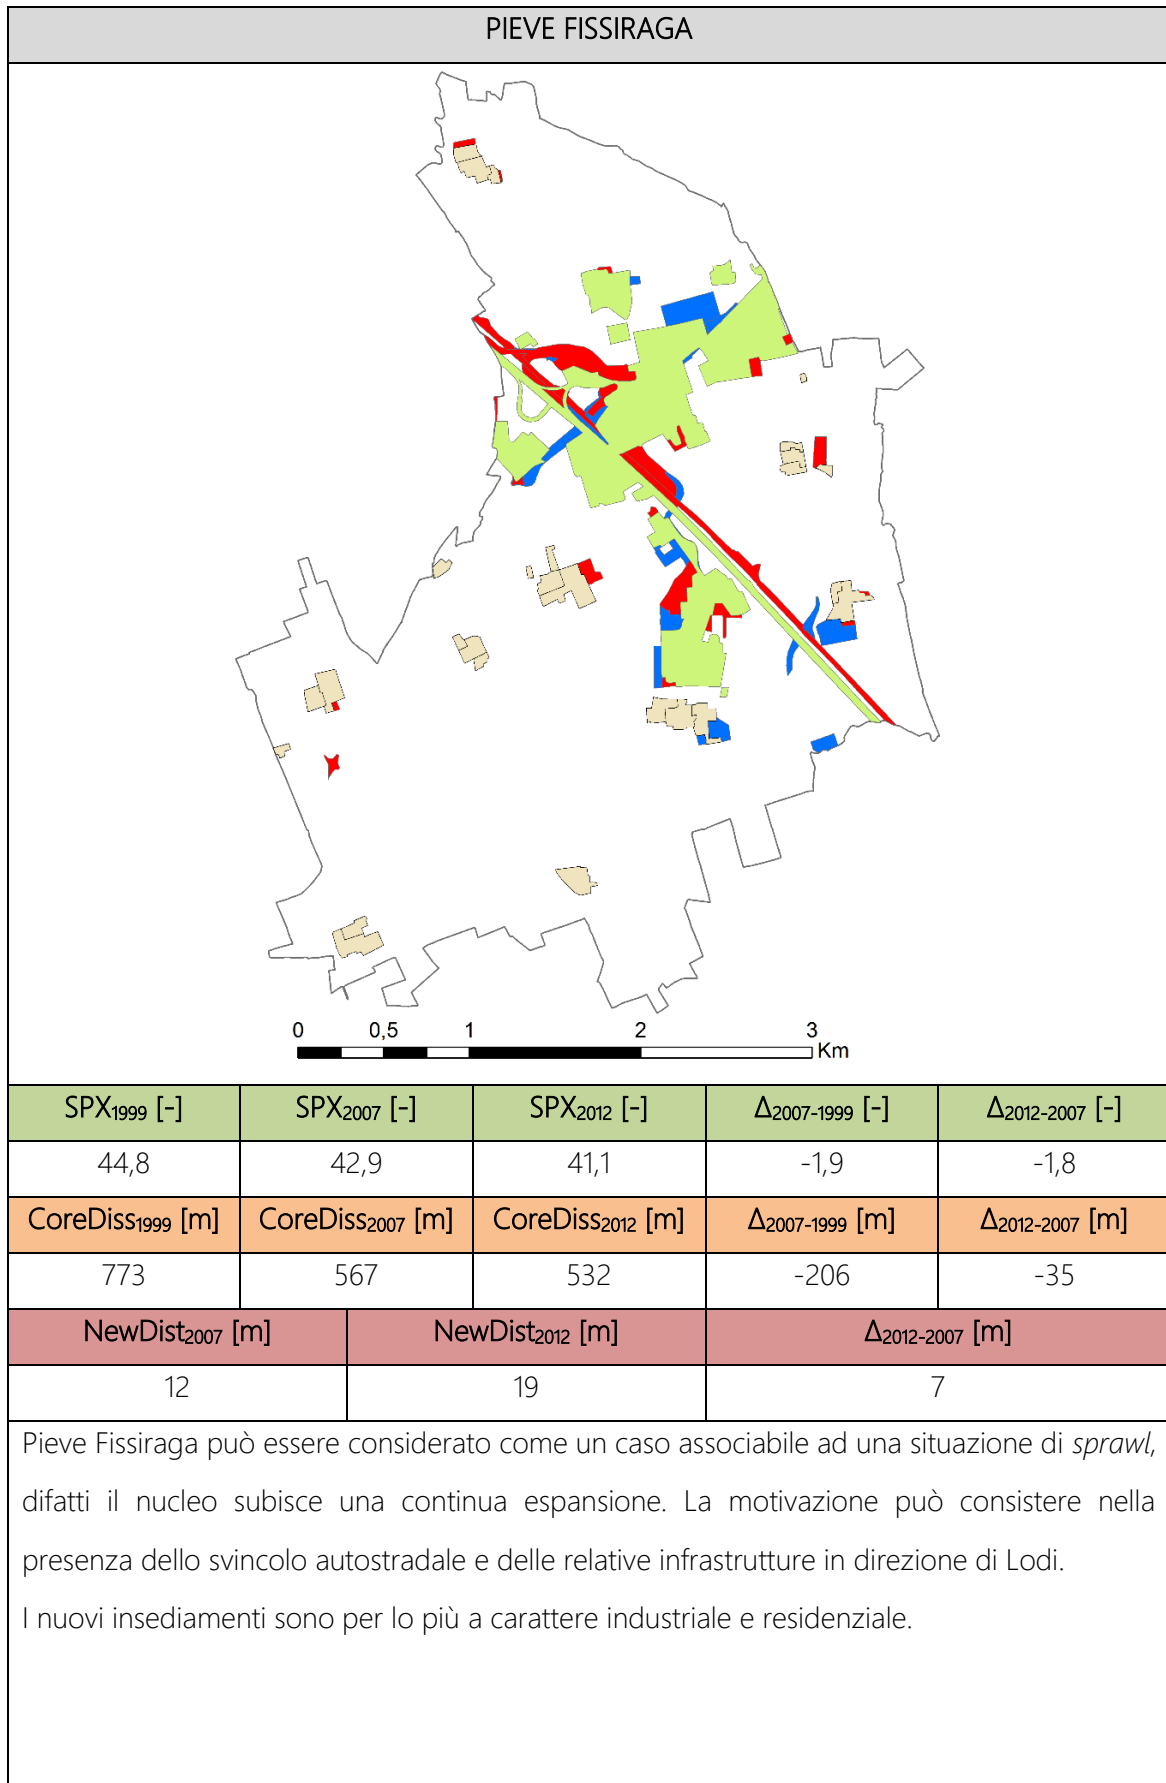 PIEVE FISSIRAGA
0 0,5 1 2 3
Km
SPX1999 [-] SPX2007 [-] SPX2012 [-] Δ2007-1999 [-] Δ2012-2007 [-]
44,8 42,9 41,1 -1,9 -1,8
CoreDiss1999 [m] CoreDiss2007 [m] CoreDiss2012 [m] Δ2007-1999 [m] Δ2012-2007 [m]
773 567 532 -206 -35
NewDist2007 [m] NewDist2012 [m] Δ2012-2007 [m]
12 19 7
Pieve Fissiraga può essere considerato come un caso associabile ad una situazione di sprawl,
difatti il nucleo subisce una continua espansione. La motivazione può consistere nella
presenza dello svincolo autostradale e delle relative infrastrutture in direzione di Lodi.
I nuovi insediamenti sono per lo più a carattere industriale e residenziale.